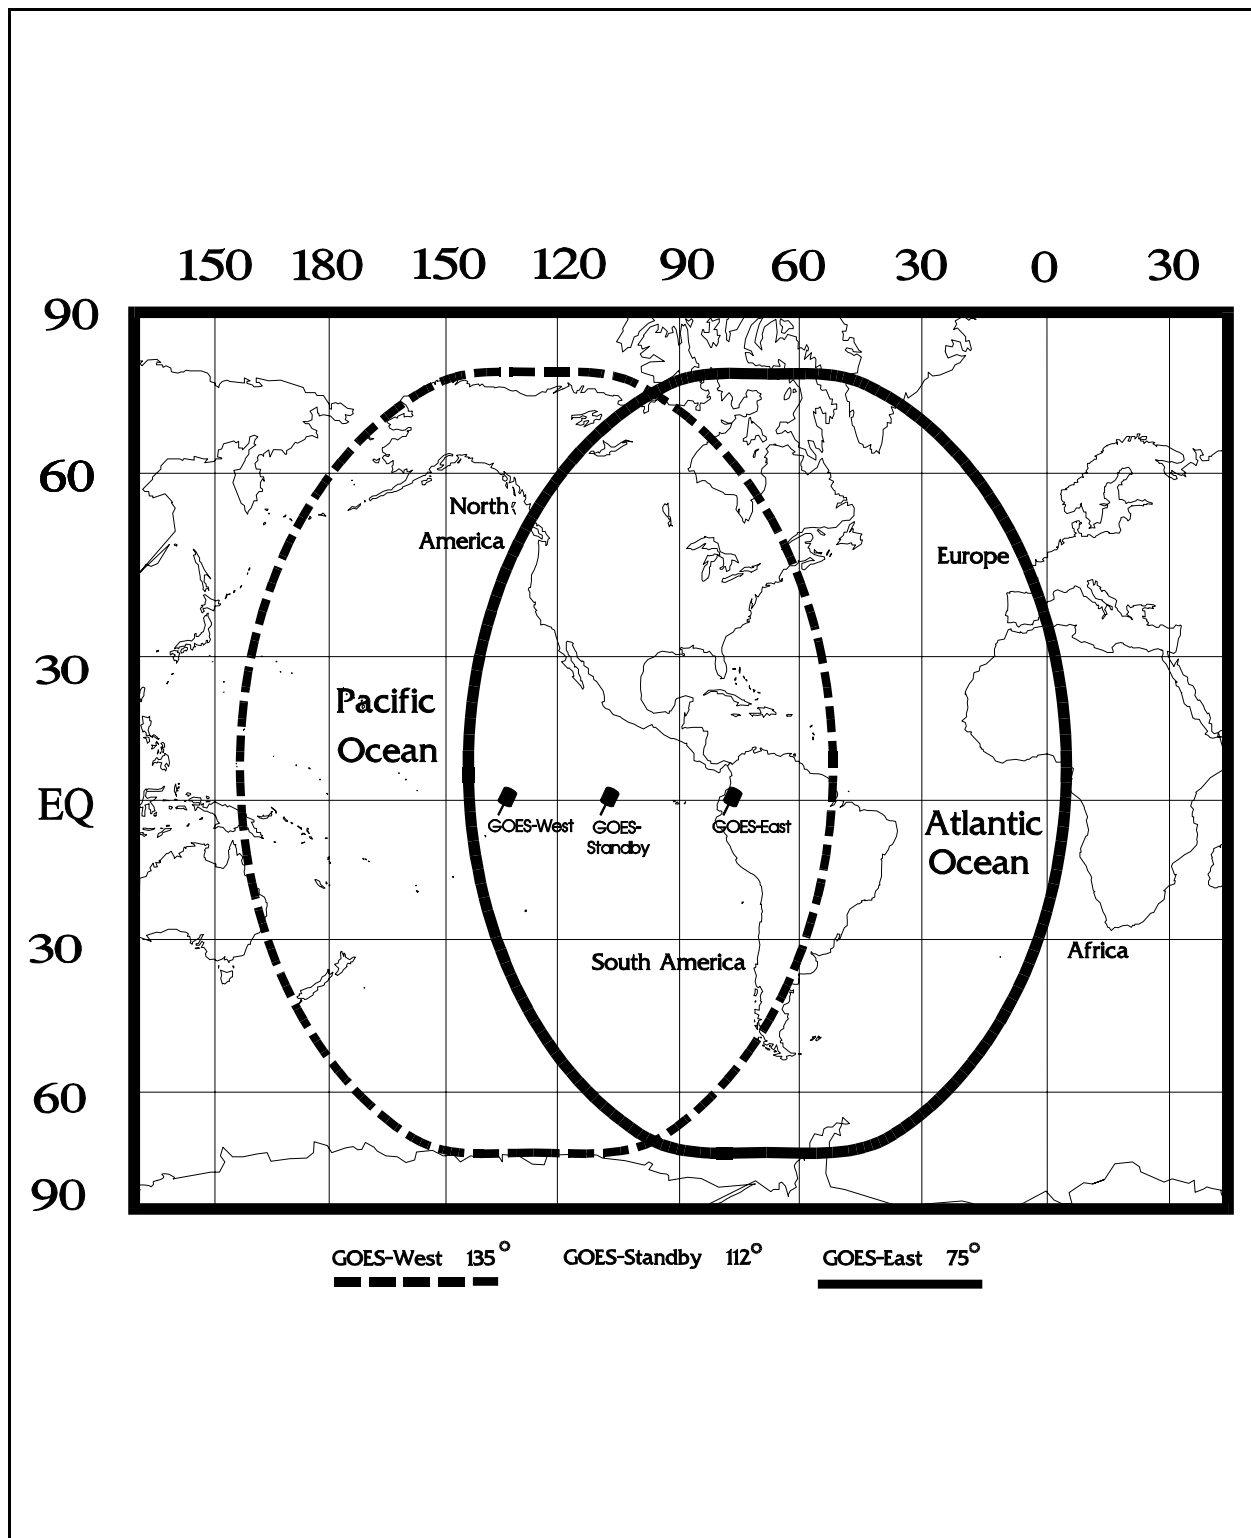 150 180 150 120 90 60 30 0 30
90
60
North
America
Europe
30
Pacific
Ocean
EQ
GOES-West
GOES-
Standby
GOES-East
Atlantic
Ocean
30
South America
Africa
60
90
GOES-West 135°
GOES-Standby 112°
GOES-East 75°